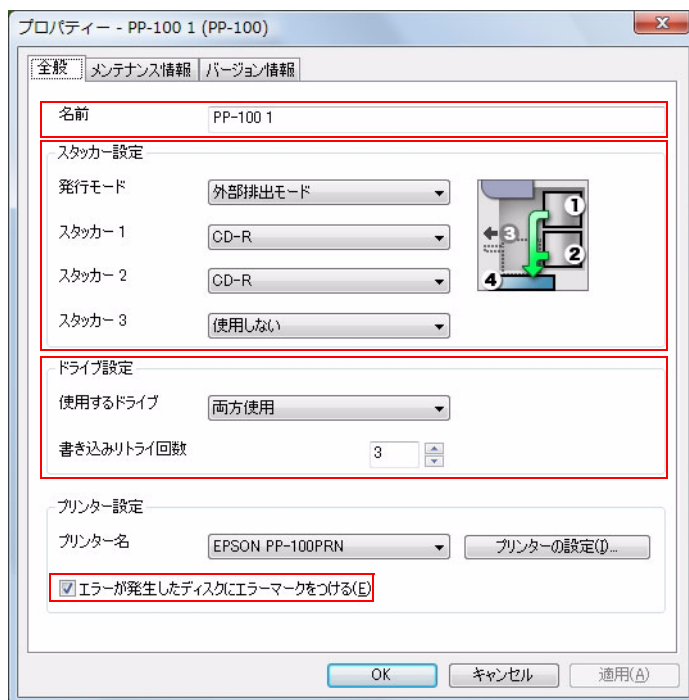 プロパティー - PP-100 1 (PP-100)
全般 メンテナンス情報 バージョン情報
名前 PP-100 1
スタッカー設定
発行モード 外部排出モード
1
スタッカー 1 CD-R
3
2
スタッカー 2 CD-R
4
スタッカー 3 使用しない
ドライブ設定
使用するドライブ 両方使用
書き込みリトライ回数 3
プリンター設定
プリンター名 EPSON PP-100PRN プリンターの設定(I)...
エラーが発生したディスクにエラーマークをつける(E)
OK キャンセル 適用(A)